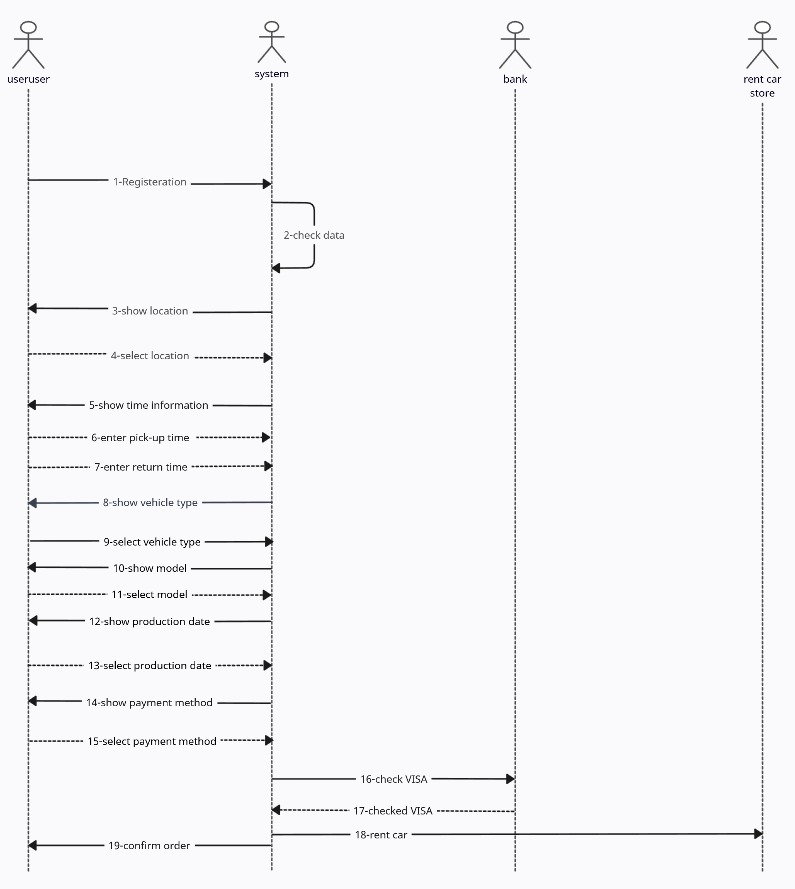 useruser
system
bank
rent car
store
1-Registeration
2-check data
3-show location
4-select location
5-show time information
6-enter pick-up time
7-enter return time
8-show vehicle type
9-select vehicle type
10-show model
11-select model
12-show production date
13-select production date
14-show payment method
15-select payment method
16-check VISA
17-checked VISA
18-rent car
19-confirm order